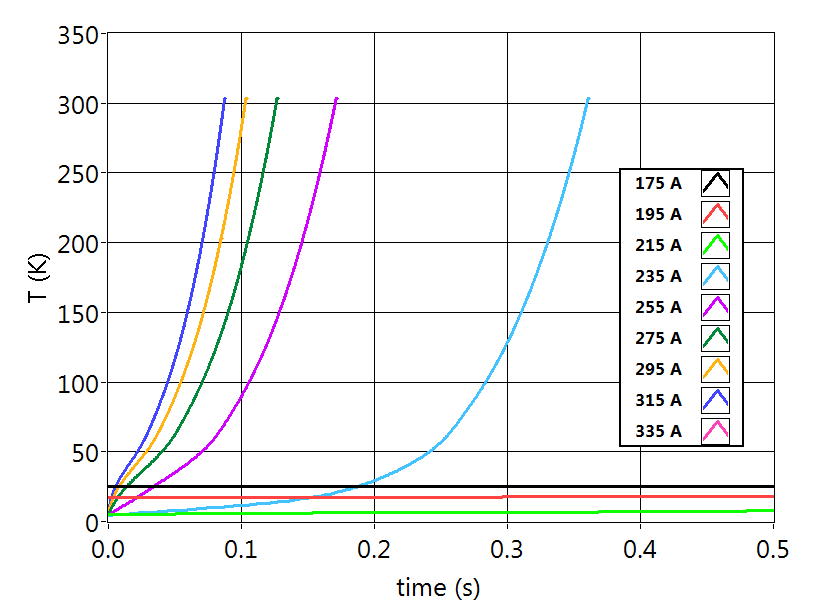 350
300
250
200
150
100
50
0
T (K)
0.0 0.1 0.2 0.3 0.4 0.5
time (s)
175 A
195 A
215 A
235 A
255 A
275 A
295 A
315 A
335 A